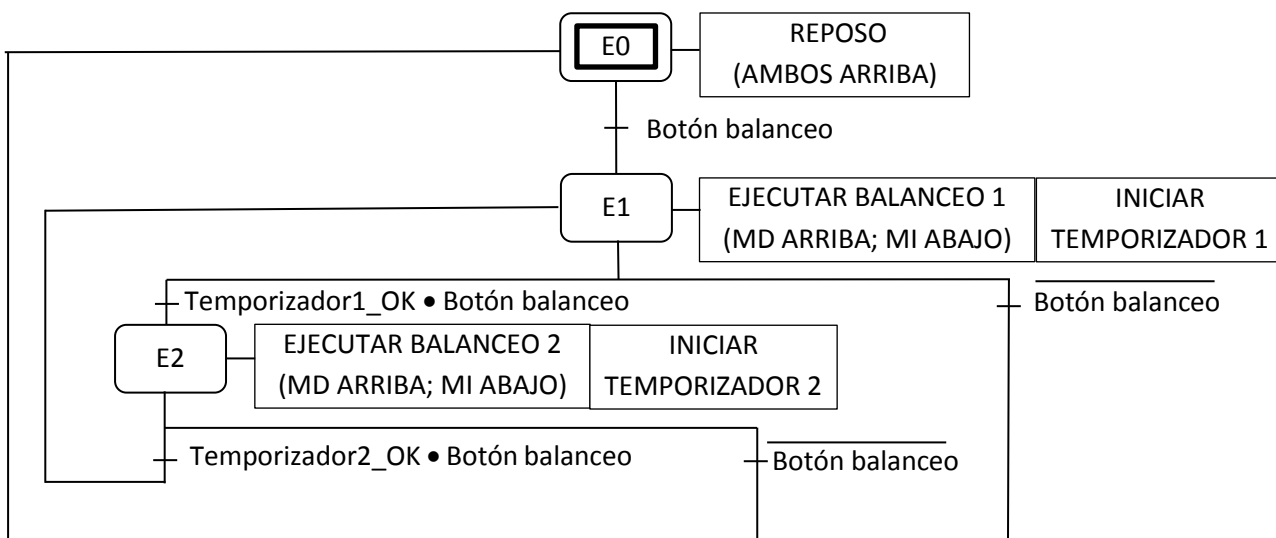 E0
REPOSO
(AMBOS ARRIBA)
Botón balanceo
E1
EJECUTAR BALANCEO 1
(MD ARRIBA; MI ABAJO)
INICIAR
TEMPORIZADOR 1
Temporizador1_OK • Botón balanceo
Botón balanceo
E2
EJECUTAR BALANCEO 2
(MD ARRIBA; MI ABAJO)
INICIAR
TEMPORIZADOR 2
Temporizador2_OK • Botón balanceo
Botón balanceo